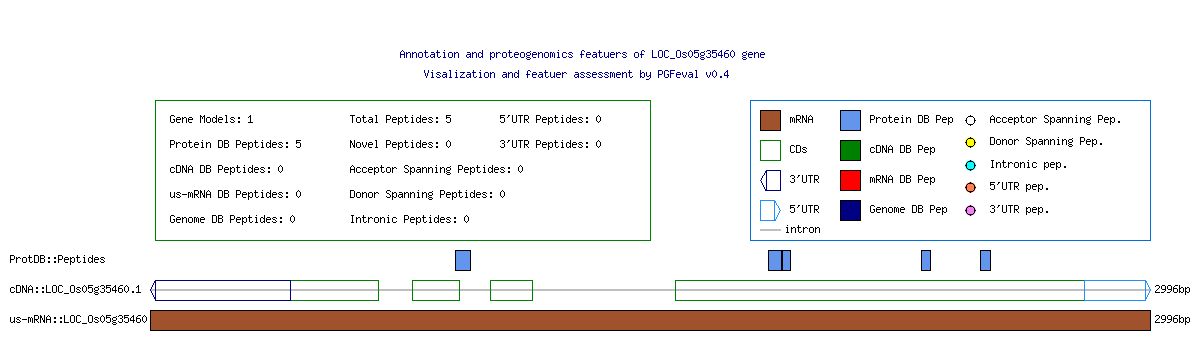 Annotation and proteogenomics featuers of LOC_Os05g35460 gene
Visalization and featuer assessment by PGFeval v0.4
Gene Models: 1 Total Peptides: 5 5'UTR Peptides: 0
Protein DB Peptides: 5 Novel Peptides: 0 3'UTR Peptides: 0
cDNA DB Peptides: 0 Acceptor Spanning Peptides: 0
us-mRNA DB Peptides: 0 Donor Spanning Peptides: 0
Genome DB Peptides: 0 Intronic Peptides: 0
mRNA Protein DB Pep Acceptor Spanning Pep.
CDs cDNA DB Pep Donor Spanning Pep.
3'UTR mRNA DB Pep Intronic pep.
5'UTR Genome DB Pep 5'UTR pep.
intron 3'UTR pep.
ProtDB::Peptides
cDNA::LOC_Os05g35460.1 2996bp
us-mRNA::LOC_Os05g35460 2996bp